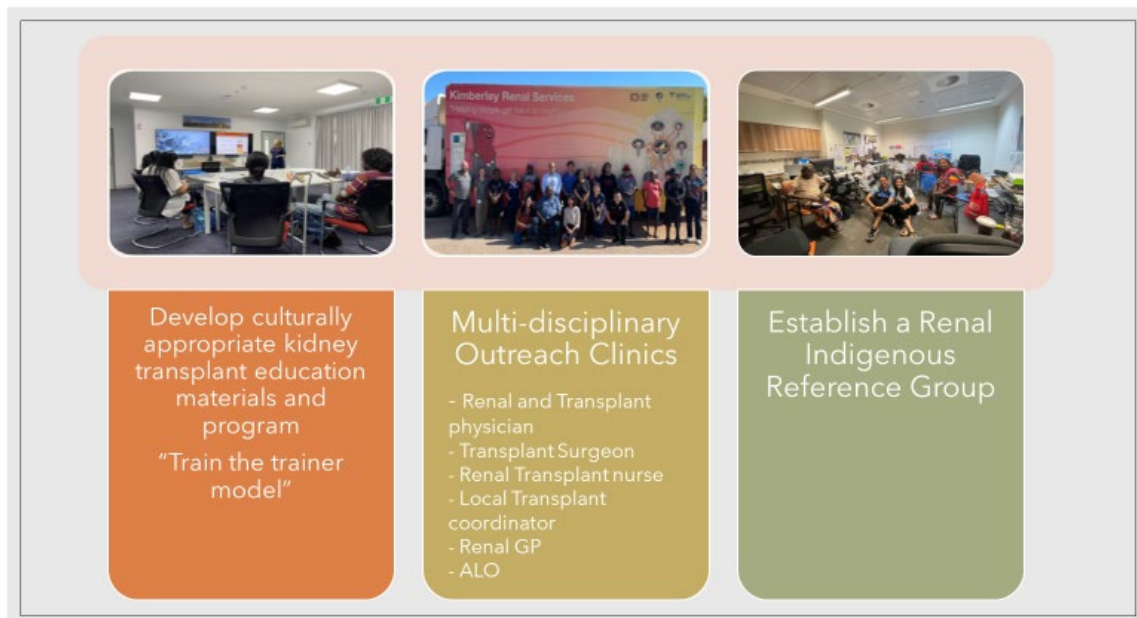 Kimberley Renal Services
Develop culturally
appropriate kidney
transplant education
materials and
program
“Train the trainer
model”
Multi-disciplinary
Outreach Clinics
- Renal and Transplant
physician
- Transplant Surgeon
- Renal Transplant nurse
- Local Transplant
coordinator
- Renal GP
- ALO
Establish a Renal
Indigenous
Reference Group